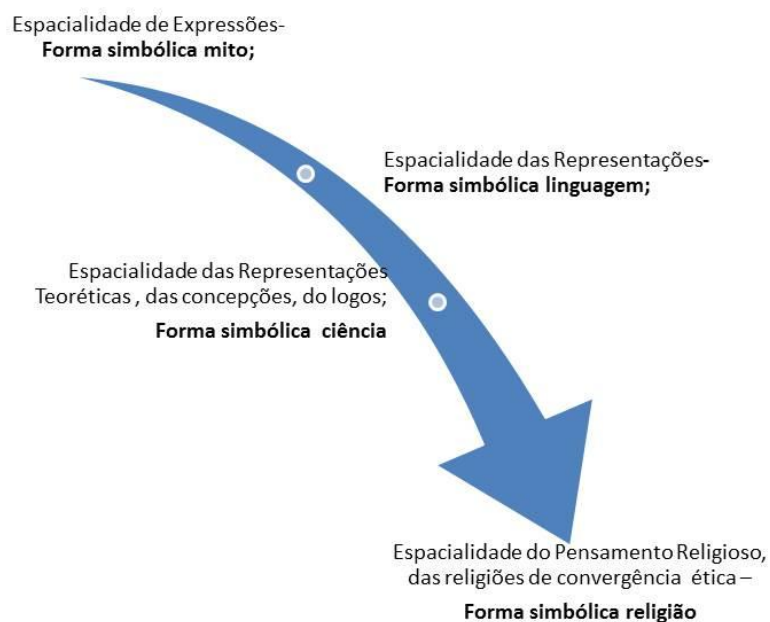 Espacialidade de Expressões-
Forma simbólica mito;
Espacialidade das Representações-
Forma simbólica linguagem;
Espacialidade das Representações
Teoréticas , das concepções, do logos;
Forma simbólica ciência
Espacialidade do Pensamento Religioso,
das religiões de convergência ética –
Forma simbólica religião